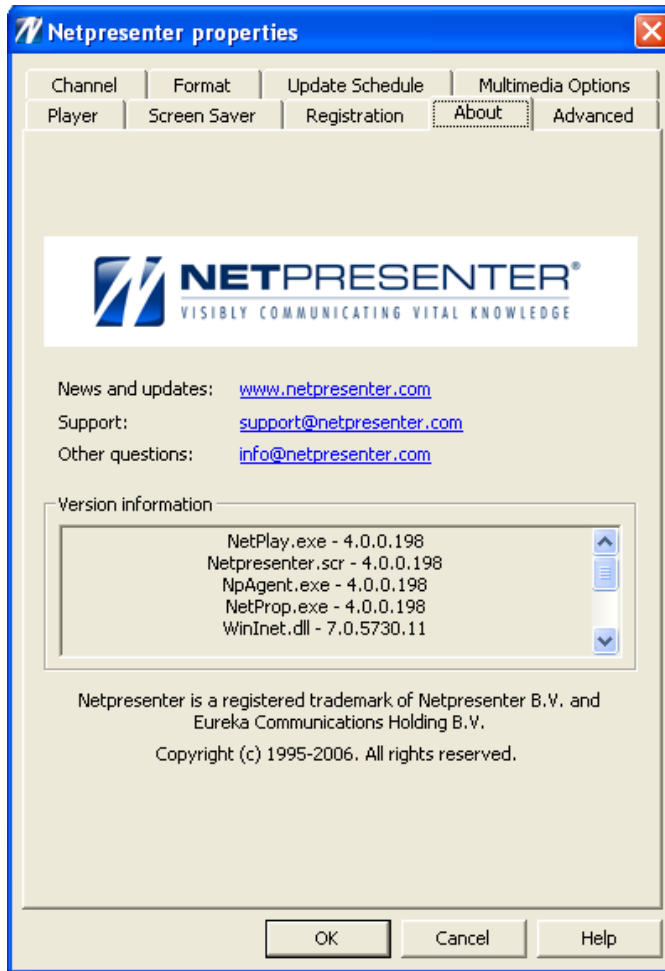 Netpresenter properties
Channel Format Update Schedule Multimedia Options
Player Screen Saver Registration About Advanced
NETPRESENTER®
VISIBLY COMMUNICATING VITAL KNOWLEDGE
News and updates: www.netpresenter.com
Support: support@netpresenter.com
Other questions: info@netpresenter.com
Version information
NetPlay.exe - 4.0.0.198
Netpresenter.scr - 4.0.0.198
NpAgent.exe - 4.0.0.198
NetProp.exe - 4.0.0.198
WinInet.dll - 7.0.5730.11
Netpresenter is a registered trademark of Netpresenter B.V. and
Eureka Communications Holding B.V.
Copyright (c) 1995-2006. All rights reserved.
OK Cancel Help